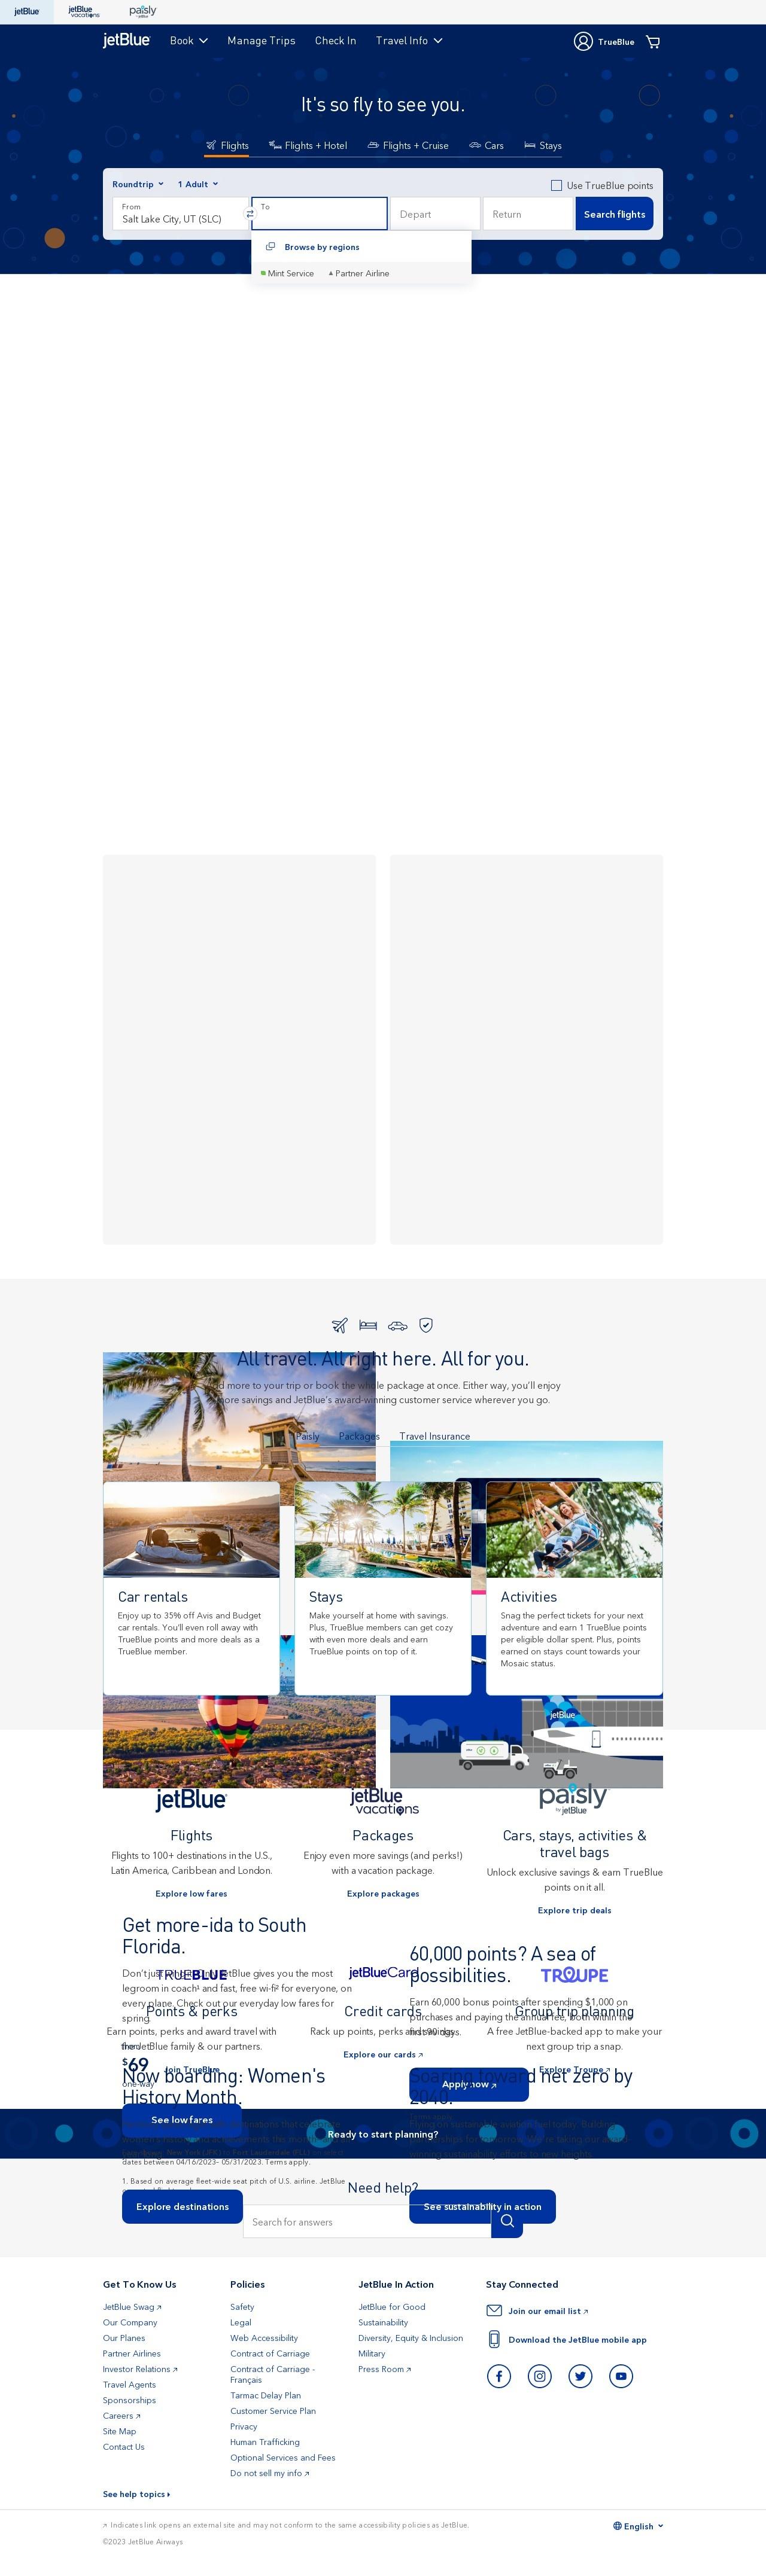 jetBlue
jetBlue vacations
paisly
jetBlue
Book
Manage Trips
Check In
Travel Info
TrueBlue
It's so fly to see you.
Flights
Flights + Hotel
Flights + Cruise
Cars
Stays
Roundtrip
1 Adult
Use TrueBlue points
From
Salt Lake City, UT (SLC)
To
Depart
Return
Search flights
Browse by regions
Mint Service
Partner Airline
All travel. All right here. All for you.
more to your trip or book the whole package at once. Either way, you'll enjoy
more savings and JetBlue's award-winning customer service wherever you go.
Paisly
Packages
Travel Insurance
Car rentals
Enjoy up to 35% off Avis and Budget
car rentals. You'll even roll away with
TrueBlue points and more deals as a
TrueBlue member.
Stays
Make yourself at home with savings.
Plus, TrueBlue members can get cozy
with even more deals and earn
TrueBlue points on top of it.
Activities
Snag the perfect tickets for your next
adventure and earn 1 TrueBlue points
per eligible dollar spent. Plus, points
earned on stays count towards your
Mosaic status.
jetBlue
jetBlue
Flights
Flights to 100+ destinations in the U.S.,
Latin America, Caribbean and London.
Explore low fares
jetBlue vacations
Packages
Enjoy even more savings (and perks!)
with a vacation package.
Explore packages
paisly
by jetBlue
Cars, stays, activities &
travel bags
Unlock exclusive savings & earn TrueBlue
points on it all.
Explore trip deals
Get more-ida to South
Florida.
Don't just wing it. Only JetBlue gives you the most
legroom in coach¹ and fast, free wi-fi² for everyone, on
every plane. Check out our everyday low fares for
spring.
TRUEBLUE
Points & perks
Earn points, perks and award travel with
the JetBlue family & our partners.
Join TrueBlue
From
$69
one-way
See low fares
jetBlueCard
Credit cards
Rack up points, perks and savings.
Explore our cards
60,000 points? A sea of
possibilities.
Earn 60,000 bonus points after spending $1,000 on
purchases and paying the annual fee, both within the
first 90 days.
Apply now
TROUPE
Group trip planning
A free JetBlue-backed app to make your
next group trip a snap.
Explore Troupe
Now boarding: Women's
History Month.
Soaring toward net zero by
2040.
Ready to start planning?
dates between 04/16/2023– 05/31/2023. Terms apply.
1. Based on average fleet-wide seat pitch of U.S. airline. JetBlue
Explore destinations
See sustainability in action
Need help?
Search for answers
Get To Know Us
JetBlue Swag
Our Company
Our Planes
Partner Airlines
Investor Relations
Travel Agents
Sponsorships
Careers
Site Map
Contact Us
Policies
Safety
Legal
Web Accessibility
Contract of Carriage
Contract of Carriage -
Français
Tarmac Delay Plan
Customer Service Plan
Privacy
Human Trafficking
Optional Services and Fees
Do not sell my info
JetBlue In Action
JetBlue for Good
Sustainability
Diversity, Equity & Inclusion
Military
Press Room
Stay Connected
Join our email list
Download the JetBlue mobile app
See help topics
Indicates link opens an external site and may not conform to the same accessibility policies as JetBlue.
English
©2023 JetBlue Airways